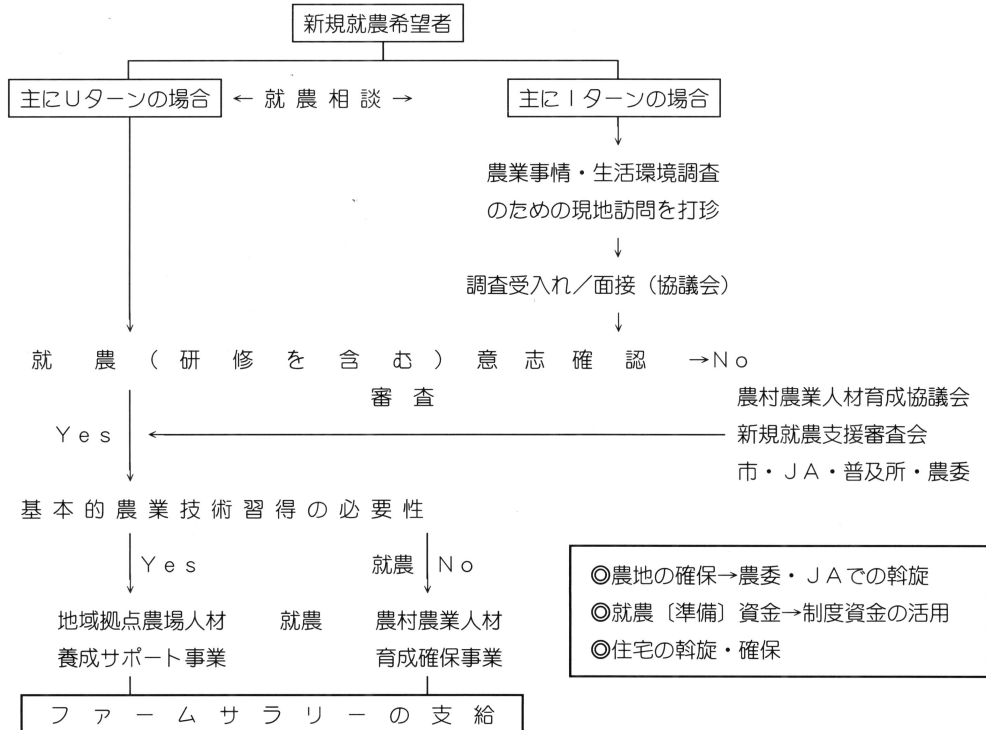 新規就農希望者
主にUターンの場合 ←就農相談→ 主にIターンの場合
農業事情・生活環境調査
のための現地訪問を打診
調査受入れ/面接(協議会)
就農(研修を含む)意志確認 →No
審査
農村農業人材育成協議会
Yes
新規就農支援審査会
市・JA・普及所・農委
基本的農業技術習得の必要性
Yes 就農 No
地域拠点農場人材 就農 農村農業人材
養成サポート事業 育成確保事業
ファームサラリーの支給
◎農地の確保→農委・JAでの斡旋
◎就農〔準備〕資金→制度資金の活用
◎住宅の斡旋・確保